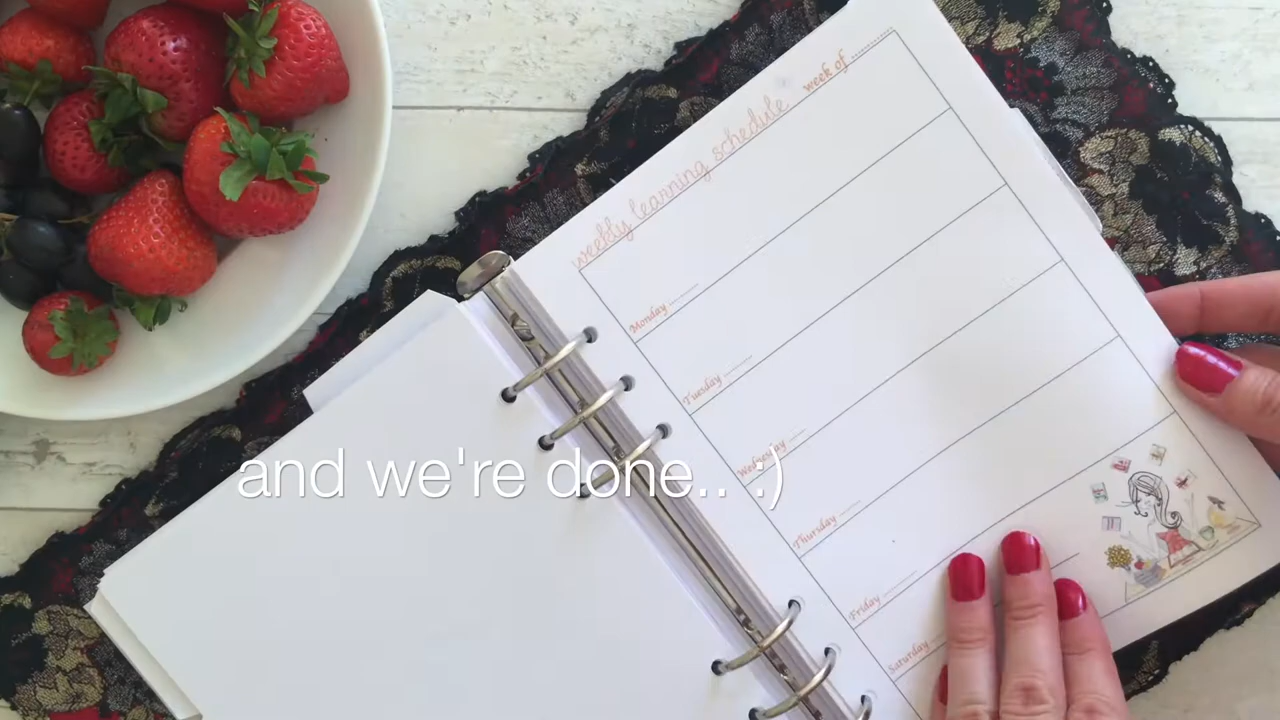 weekly learning schedule
week of ..............
Monday
Tuesday
Wednesday
Thursday
Friday
Saturday
and we're done.. :)